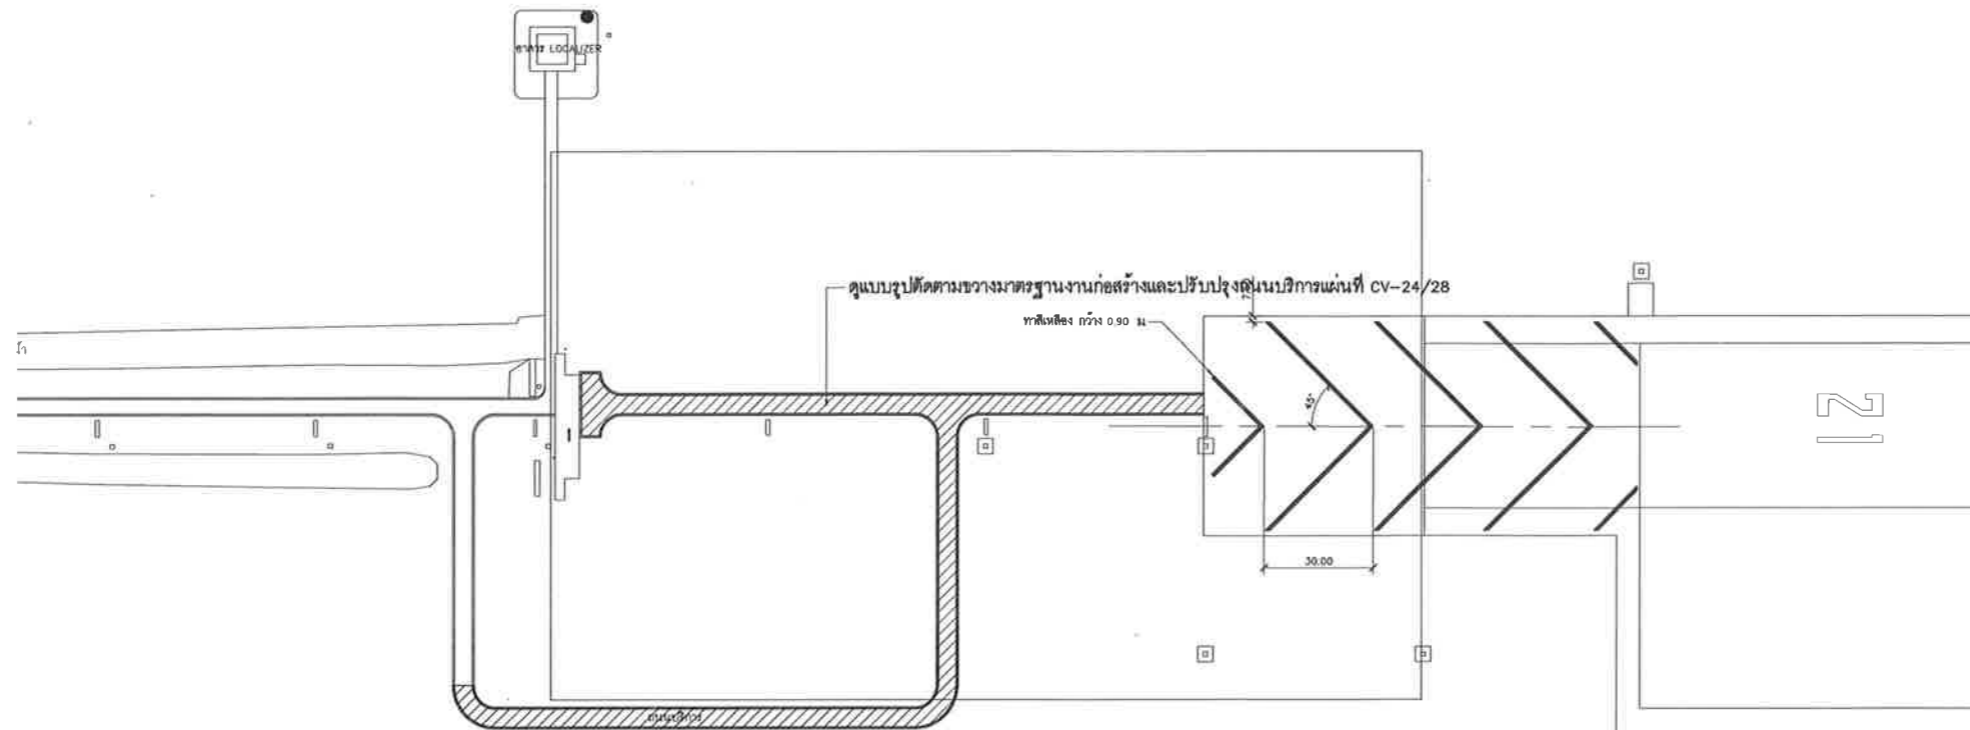 อาคาร LOCALIZER
ดูแบบรูปตัดตามขวางมาตรฐานงานก่อสร้างและปรับปรุงถนนบริการแผ่นที่ CV-24/28
ทาสีเหลือง กว้าง 0.90 ม
45°
12
30.00
ถนนบริการ